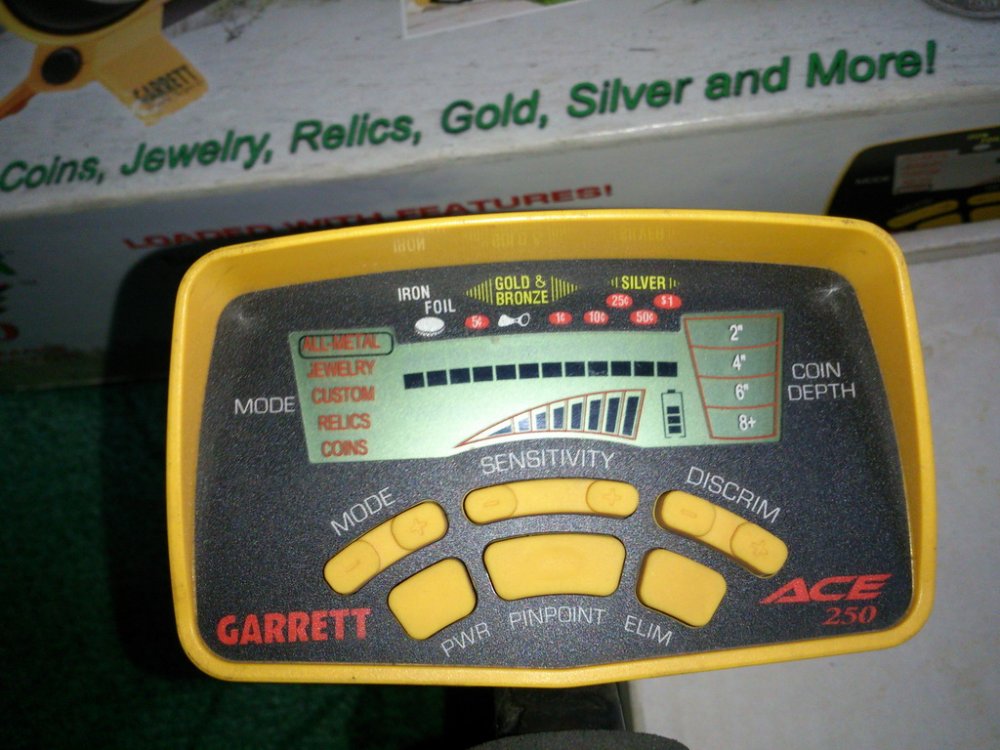 GARRETT
Coins, Jewelry, Relics, Gold, Silver and More!
LOADED WITH FEATURES!
IRON
FOIL
GOLD &
BRONZE
SILVER
25¢
$1
5¢
1¢
10¢
50¢
ALL-METAL
JEWELRY
CUSTOM
RELICS
COINS
MODE
2"
4"
6"
8+
COIN
DEPTH
SENSITIVITY
MODE
DISCRIM
- +
- +
- +
PWR
PINPOINT
ELIM
GARRETT
ACE
250